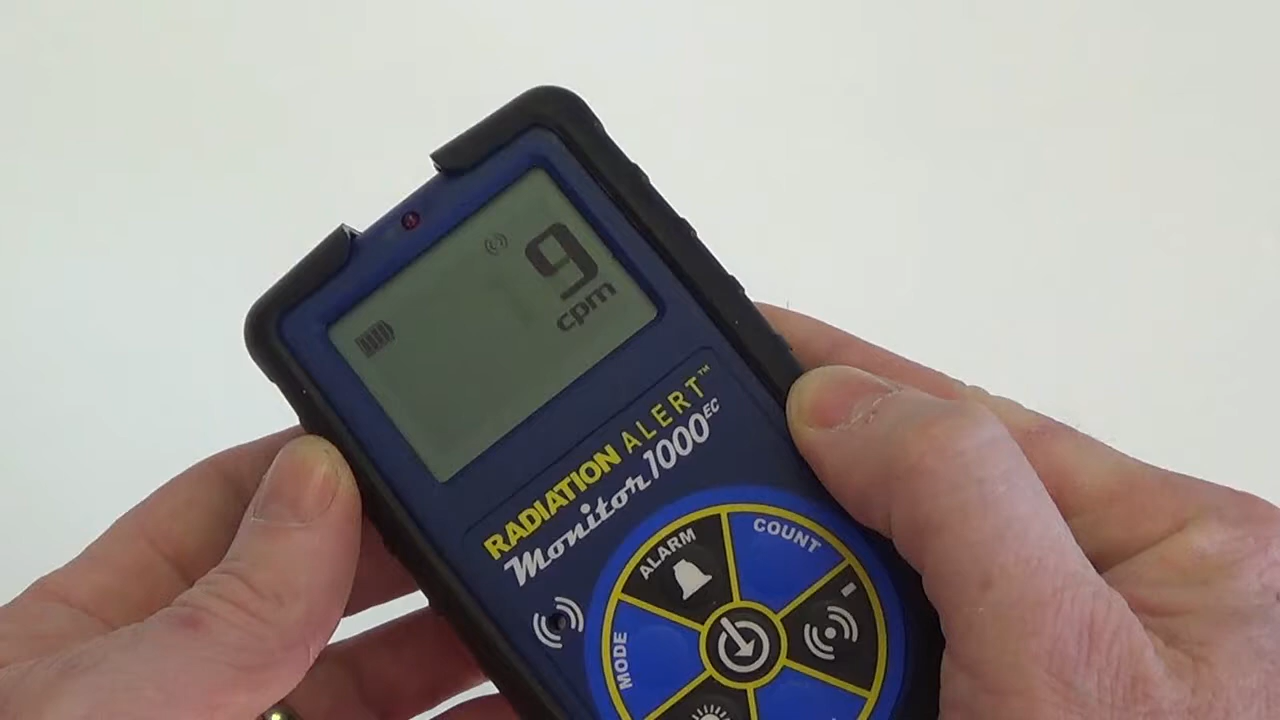 9
cpm
RADIATION ALERT™
Monitor 1000EC
ALARM
COUNT
MODE